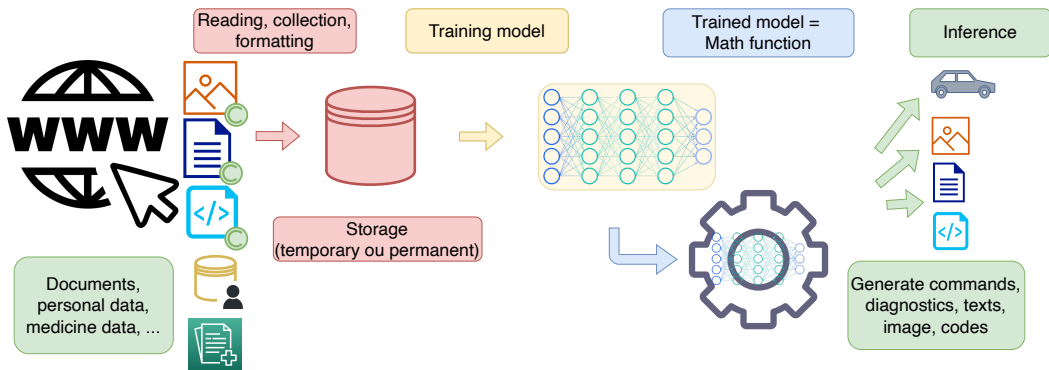 Reading, collection,
formatting
Training model
Trained model =
Math function
Inference
WWW
C
C
</>
C
</>
Storage
(temporary ou permanent)
Documents,
personal data,
medicine data, ...
Generate commands,
diagnostics, texts,
image, codes